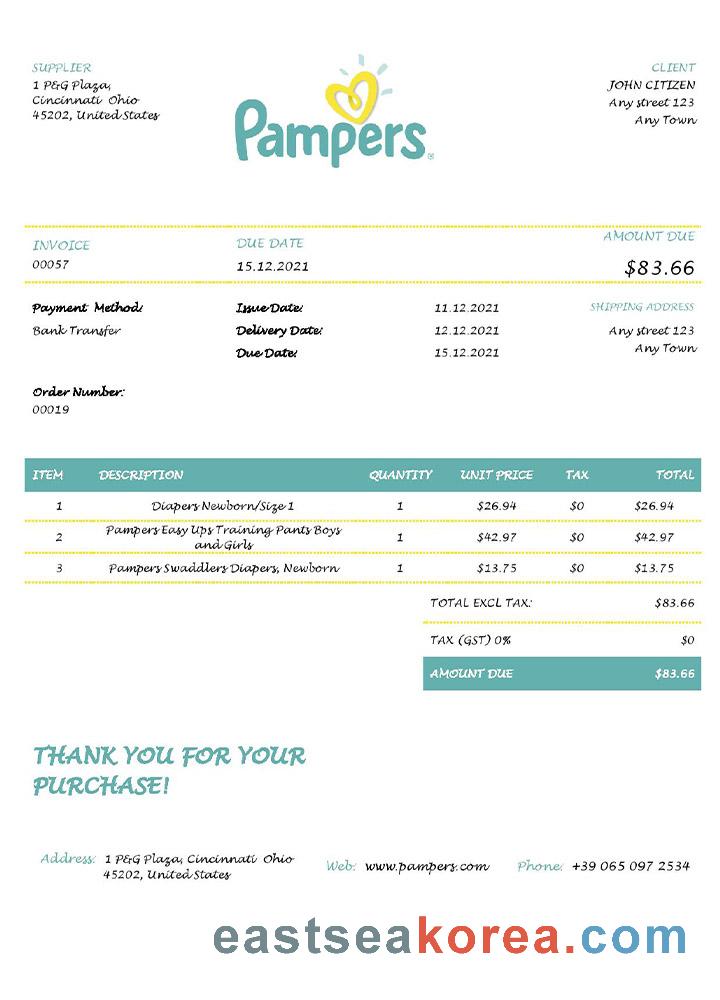 SUPPLIER
1 P&G Plaza,
Cincinnati Ohio
45202, United States
Pampers
CLIENT
JOHN CITIZEN
Any street 123
Any Town
INVOICE
00057
DUE DATE
15.12.2021
AMOUNT DUE
$83.66
Payment Method:
Bank Transfer
Issue Date: 11.12.2021
Delivery Date: 12.12.2021
Due Date: 15.12.2021
SHIPPING ADDRESS
Any street 123
Any Town
Order Number:
00019
ITEM DESCRIPTION QUANTITY UNIT PRICE TAX TOTAL
1 Diapers Newborn/Size 1 1 $26.94 $0 $26.94
2 Pampers Easy Ups Training Pants Boys
and Girls 1 $42.97 $0 $42.97
3 Pampers Swaddlers Diapers, Newborn 1 $13.75 $0 $13.75
TOTAL EXCL TAX: $83.66
TAX (GST) 0% $0
AMOUNT DUE $83.66
THANK YOU FOR YOUR
PURCHASE!
Address: 1 P&G Plaza, Cincinnati Ohio
45202, United States
Web: www.pampers.com
Phone: +39 065 097 2534
eastseakorea.com